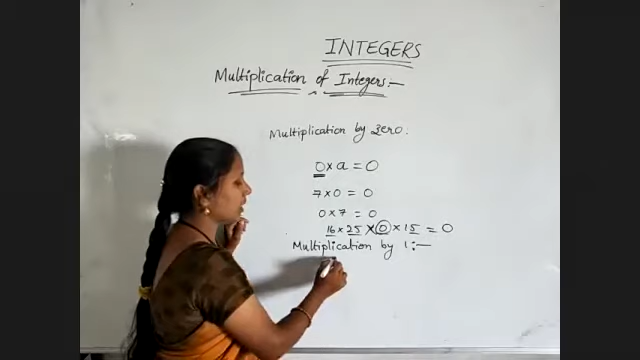 INTEGERS
Multiplication of Integers:-
Multiplication by Zero.
0 × a = 0
7 × 0 = 0
0 × 7 = 0
16 × 25 × 0 × 15 = 0
Multiplication by 1 :-